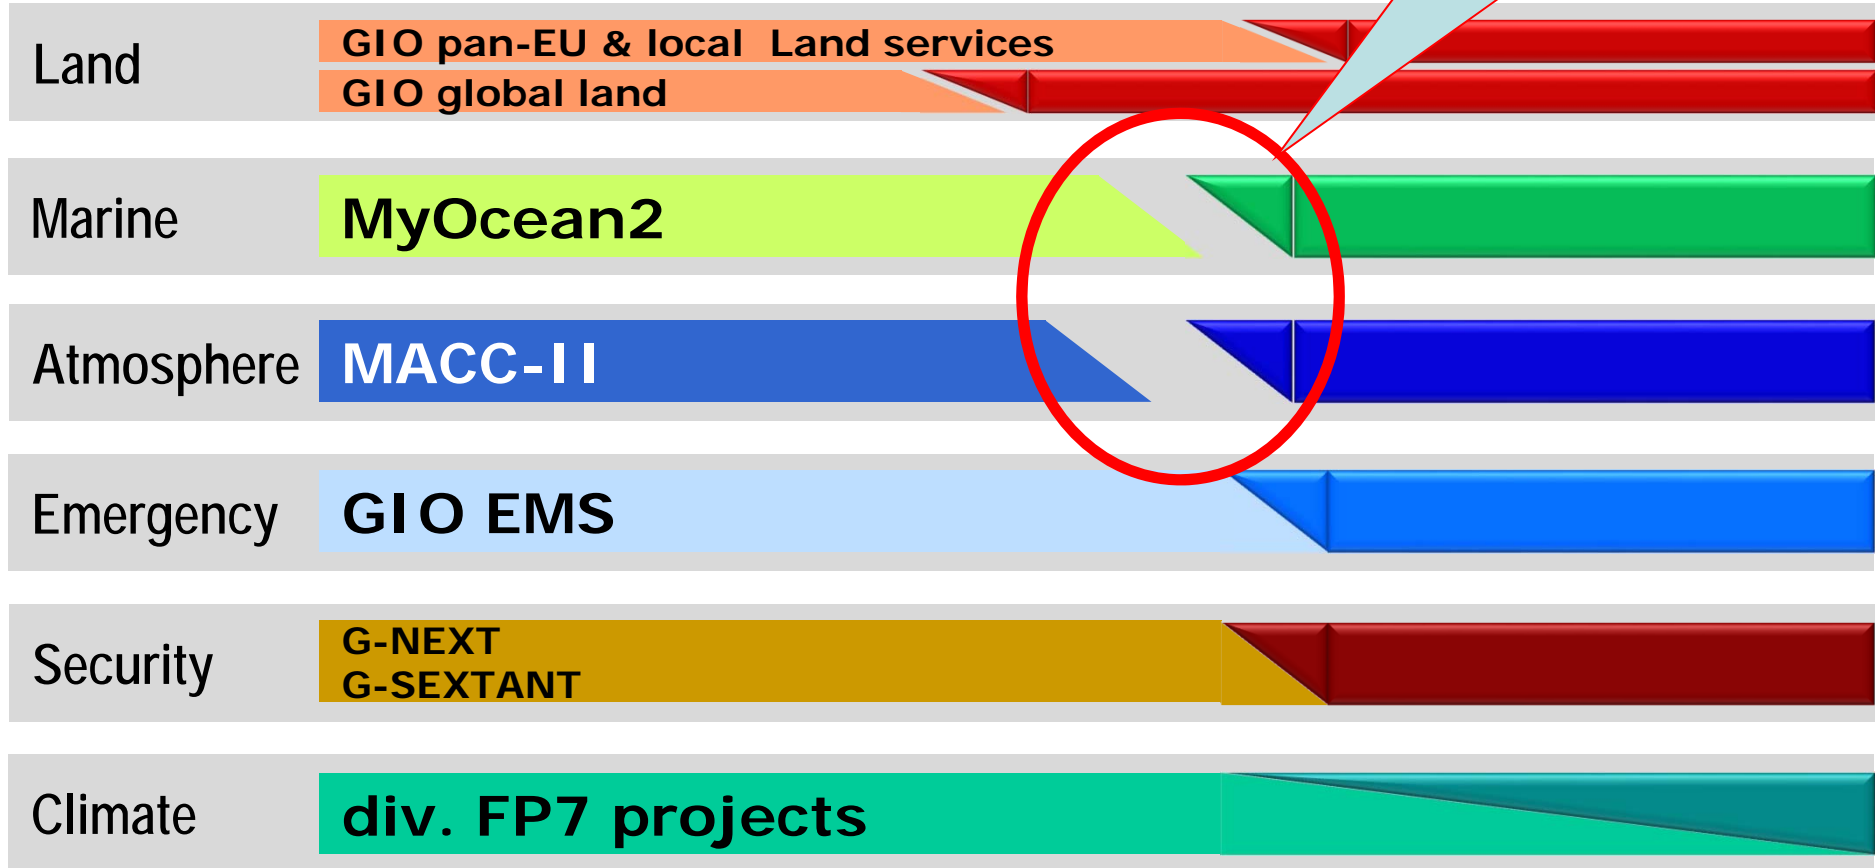 Land
GIO pan-EU & local Land services
GIO global land
Marine
MyOcean2
Atmosphere
MACC-II
Emergency
GIO EMS
Security
G-NEXT
G-SEXTANT
Climate
div. FP7 projects